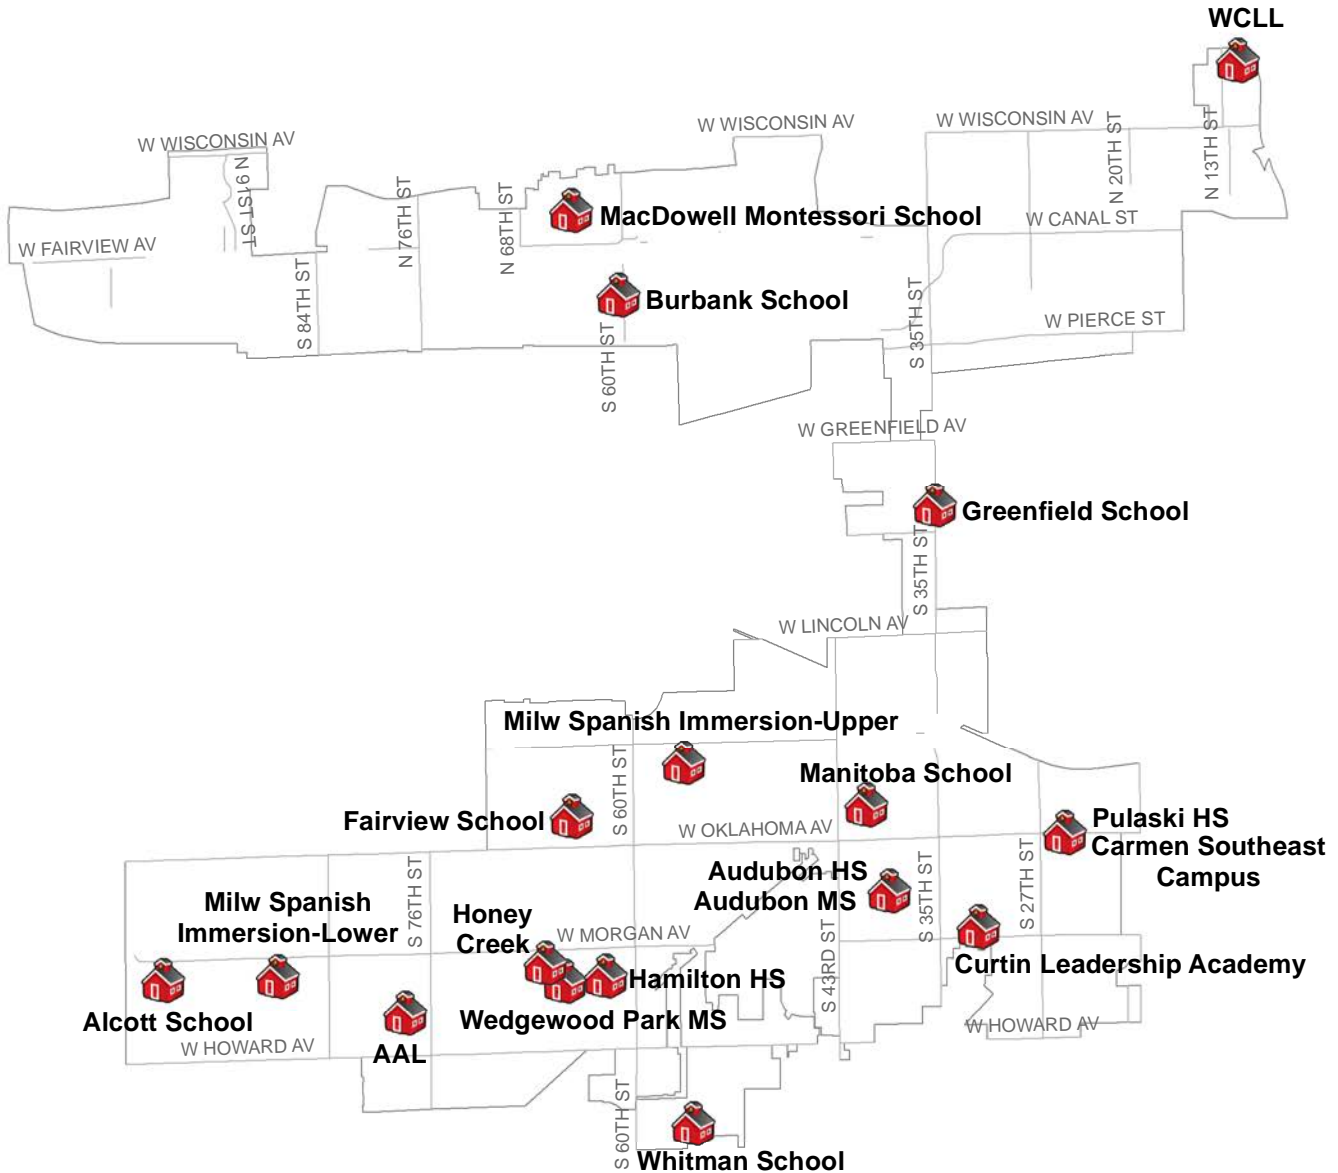 WCLL
W WISCONSIN AV
W WISCONSIN AV
W WISCONSIN AV
N 20TH ST
N 13TH ST
N 91ST ST
N 76TH ST
N 68TH ST
MacDowell Montessori School
W CANAL ST
W FAIRVIEW AV
S 84TH ST
Burbank School
S 35TH ST
W PIERCE ST
S 60TH ST
W GREENFIELD AV
Greenfield School
S 35TH ST
W LINCOLN AV
Milw Spanish Immersion-Upper
S 60TH ST
Manitoba School
Fairview School
W OKLAHOMA AV
Pulaski HS
Carmen Southeast
Campus
Audubon HS
Audubon MS
S 76TH ST
S 35TH ST
S 27TH ST
Milw Spanish
Immersion-Lower
Honey
Creek
W MORGAN AV
S 43RD ST
Curtin Leadership Academy
Hamilton HS
Alcott School
Wedgewood Park MS
W HOWARD AV
W HOWARD AV
AAL
S 60TH ST
Whitman School